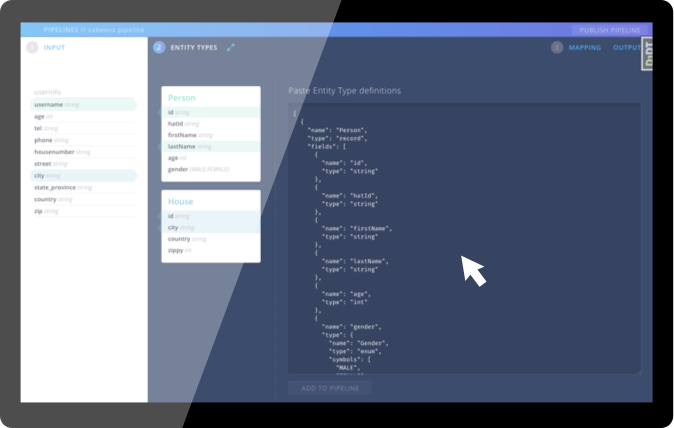 PIPELINES // sabeenz pipeline
PUBLISH PIPELINE
1 INPUT
2 ENTITY TYPES
3 MAPPING
OUTPUT
userinfo
username string
age int
tel string
phone string
housenumber string
street string
city string
state_province string
country string
zip string
Person
id string
hatId string
firstName string
lastName string
age int
gender (MALE,FEMALE)
House
id string
city string
country string
zippy int
Paste Entity Type definitions
[
{
"name": "Person",
"type": "record",
"fields": [
{
"name": "id",
"type": "string"
},
{
"name": "hatId",
"type": "string"
},
{
"name": "firstName",
"type": "string"
},
{
"name": "lastName",
"type": "string"
},
{
"name": "age",
"type": "int"
},
{
"name": "gender",
"type": {
"name": "Gender",
"type": "enum",
"symbols": [
"MALE",
ADD TO PIPELINE